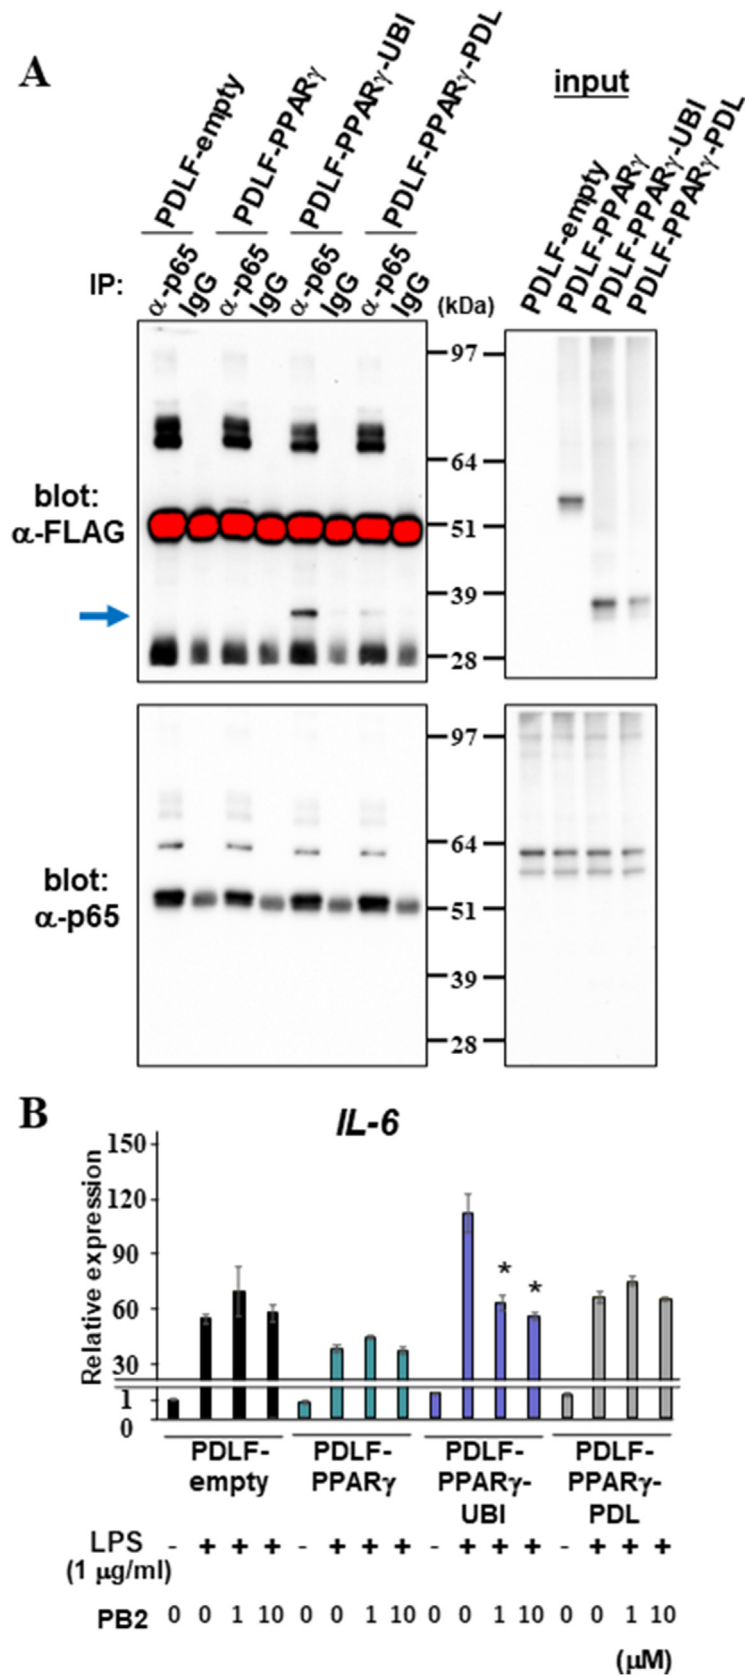 A
PDLF-empty
PDLF-PPARγ
PDLF-PPARγ-UBI
PDLF-PPARγ-PDL
input
PDLF-empty
PDLF-PPARγ
PDLF-PPARγ-UBI
PDLF-PPARγ-PDL
IP: α-p65 IgG α-p65 IgG α-p65 IgG α-p65 IgG (kDa)
97
64
blot:
α-FLAG
51
39
28
97
64
blot:
α-p65
51
39
28
B
IL-6
Relative expression
150
120
90
* *
60
30
1
0
PDLF-empty
PDLF-PPARγ
PDLF-PPARγ-UBI
PDLF-PPARγ-PDL
LPS - + + + - + + + - + + + - + + +
(1 μg/ml)
PB2 0 0 1 10 0 0 1 10 0 0 1 10 0 0 1 10
(μM)